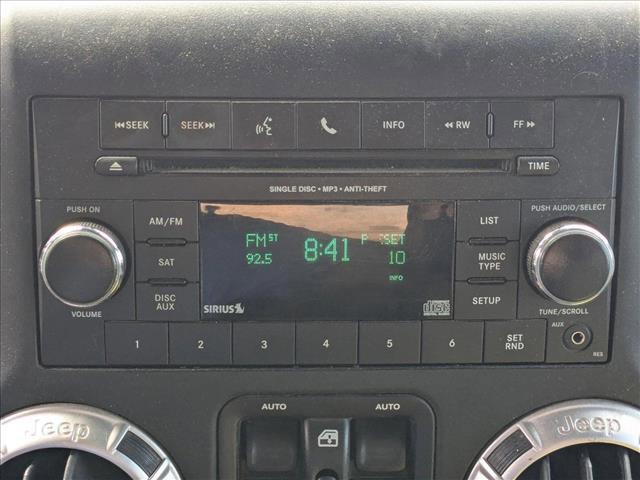 SEEK SEEK INFO RW FF
TIME
SINGLE DISC • MP3 • ANTI-THEFT
PUSH ON AM/FM LIST PUSH AUDIO/SELECT
FM ST 8:41 SET
92.5 10
SAT MUSIC TYPE
INFO
DISC AUX SIRIUS SETUP
VOLUME TUNE/SCROLL
1 2 3 4 5 6 SET RND AUX
RES
AUTO AUTO
Jeep Jeep